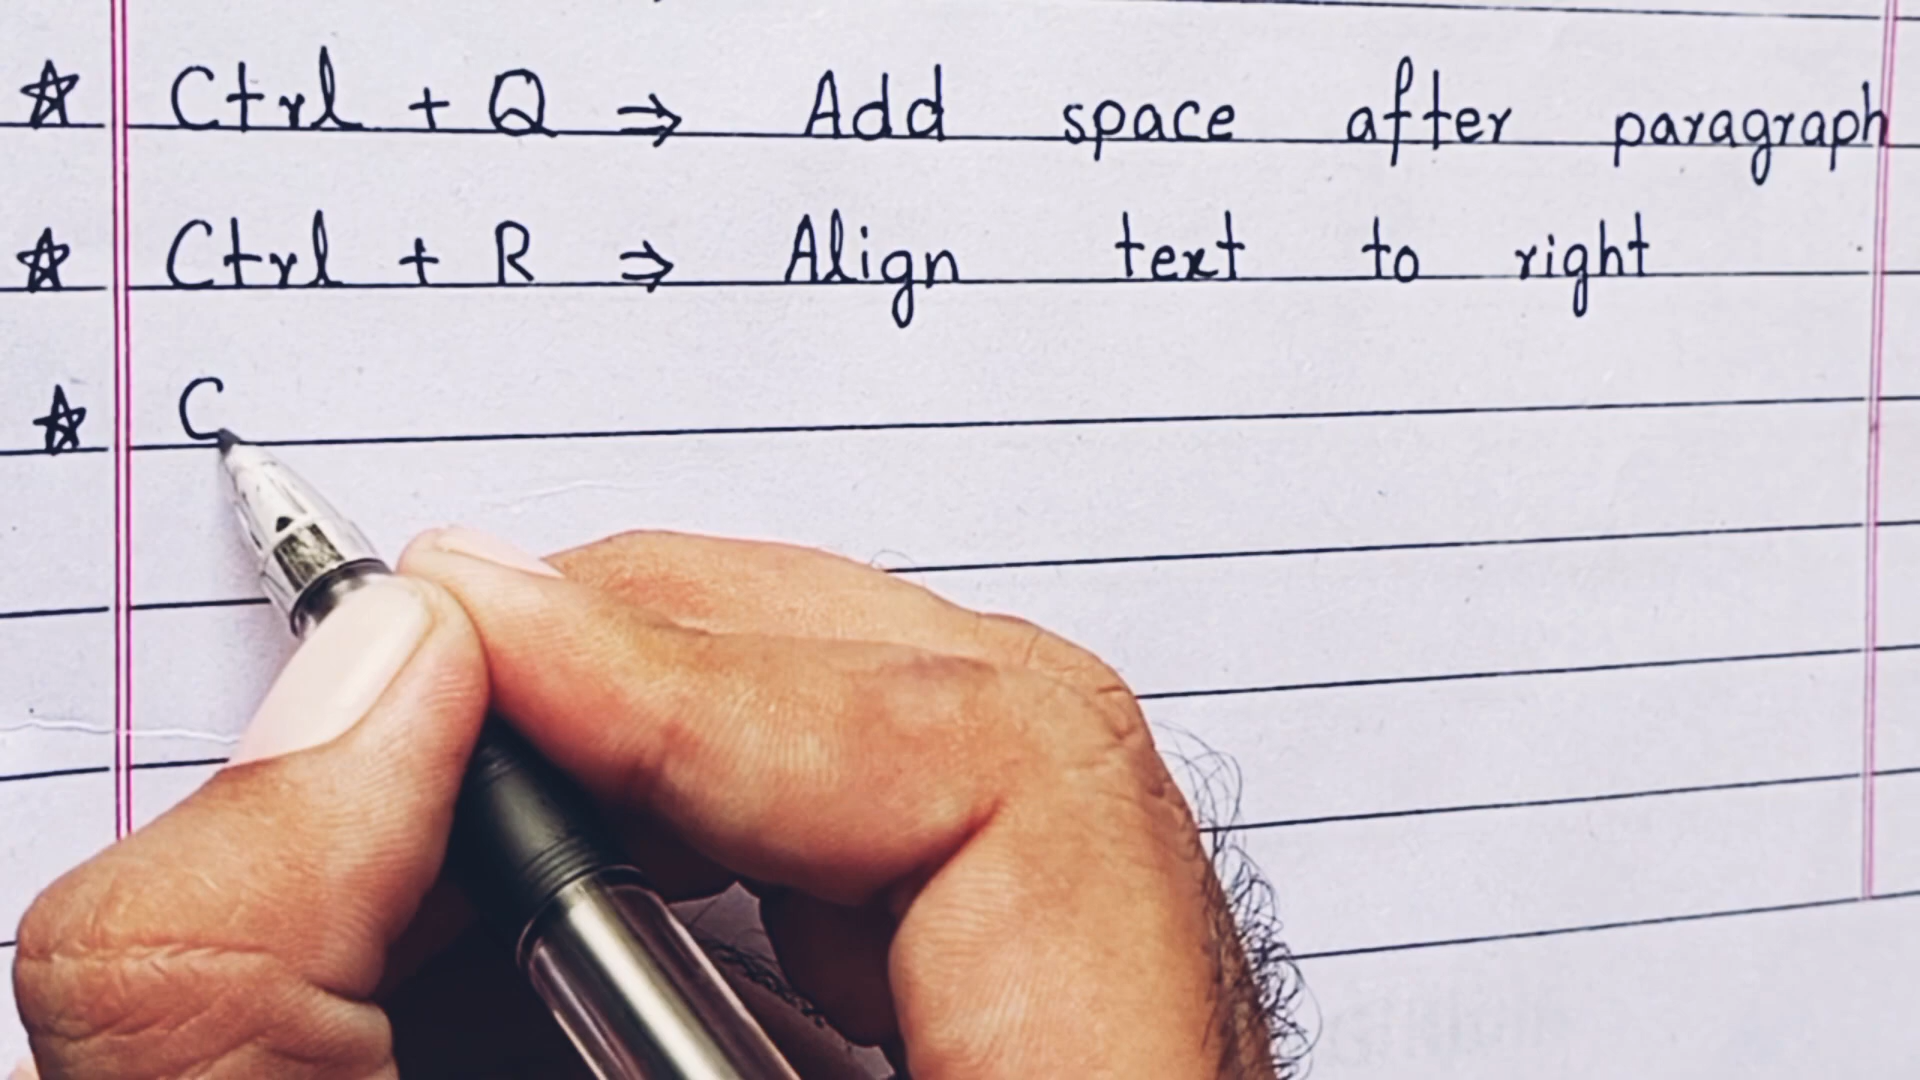 ☆ Ctrl + Q ⇒ Add space after paragraph
☆ Ctrl + R ⇒ Align text to right
☆ C